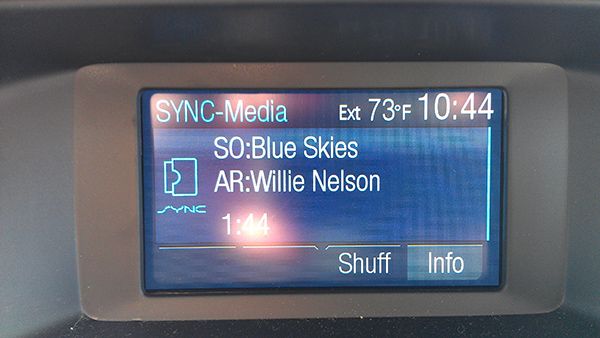 SYNC-Media Ext 73°F 10:44
SO:Blue Skies
AR:Willie Nelson
SYNC
1:44
Shuff Info